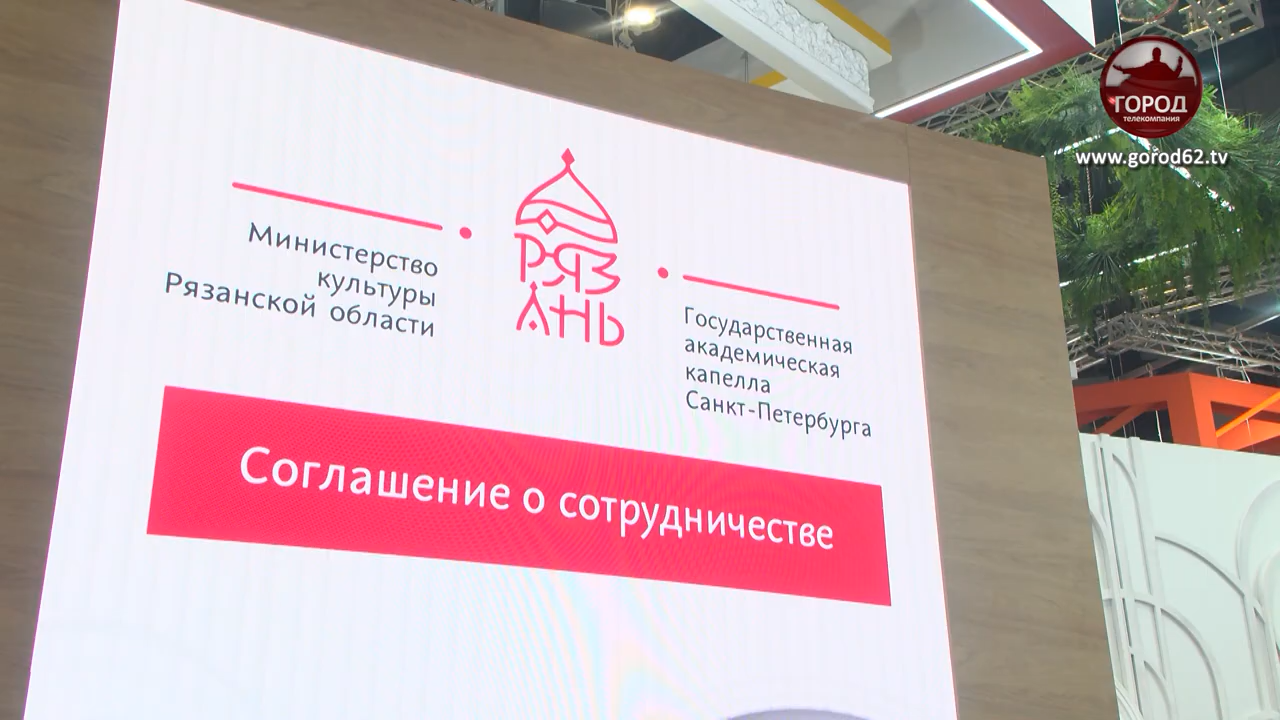 ГОРОД
телекомпания
www.gorod62.tv
Министерство
культуры
Рязанской области
РЯЗ
АНЬ
Государственная
академическая
капелла
Санкт-Петербурга
Соглашение о сотрудничестве